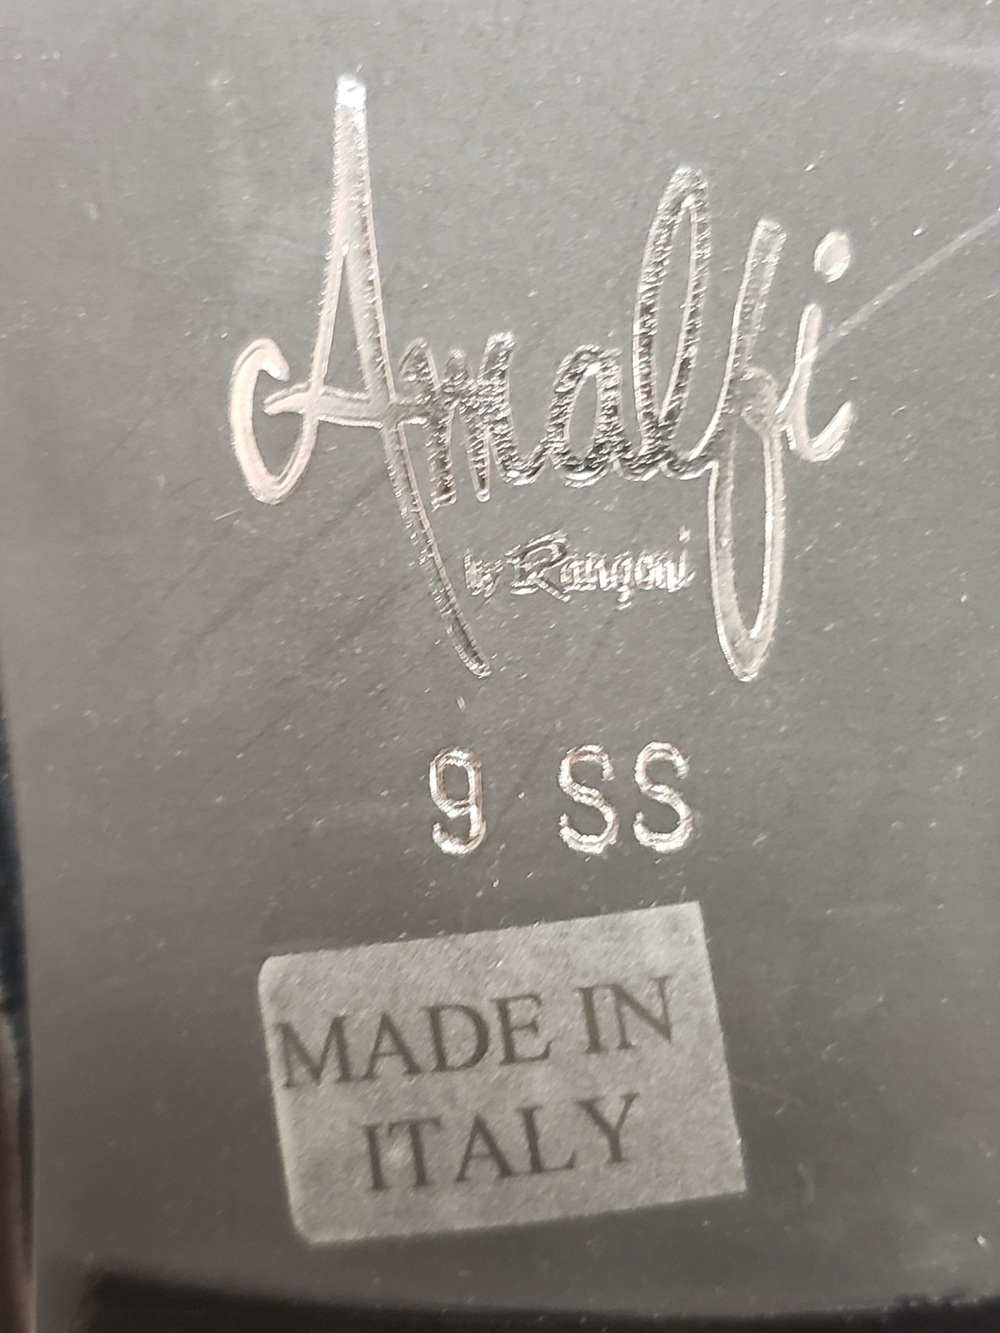 Amalfi
by Rangoni
9 SS
MADE IN
ITALY